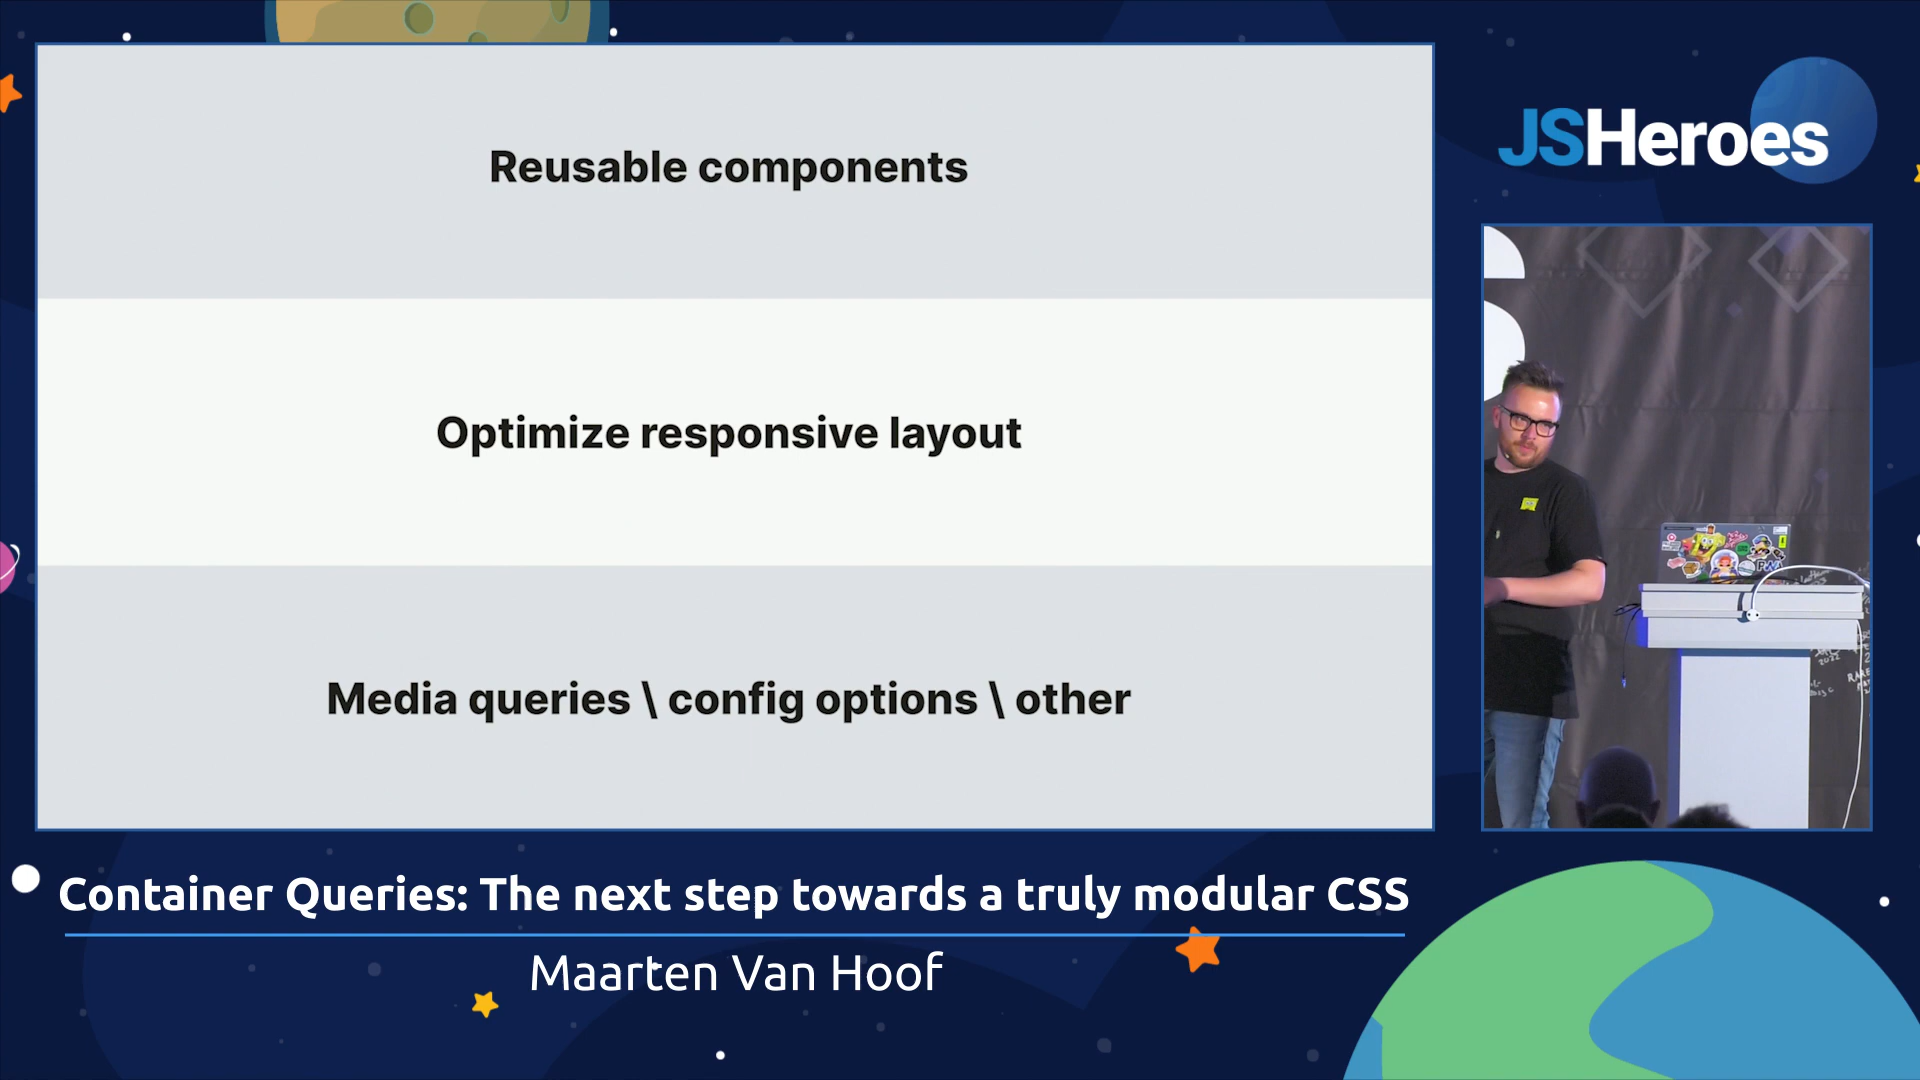 Reusable components
Optimize responsive layout
Media queries \ config options \ other
JSHeroes
Container Queries: The next step towards a truly modular CSS
Maarten Van Hoof